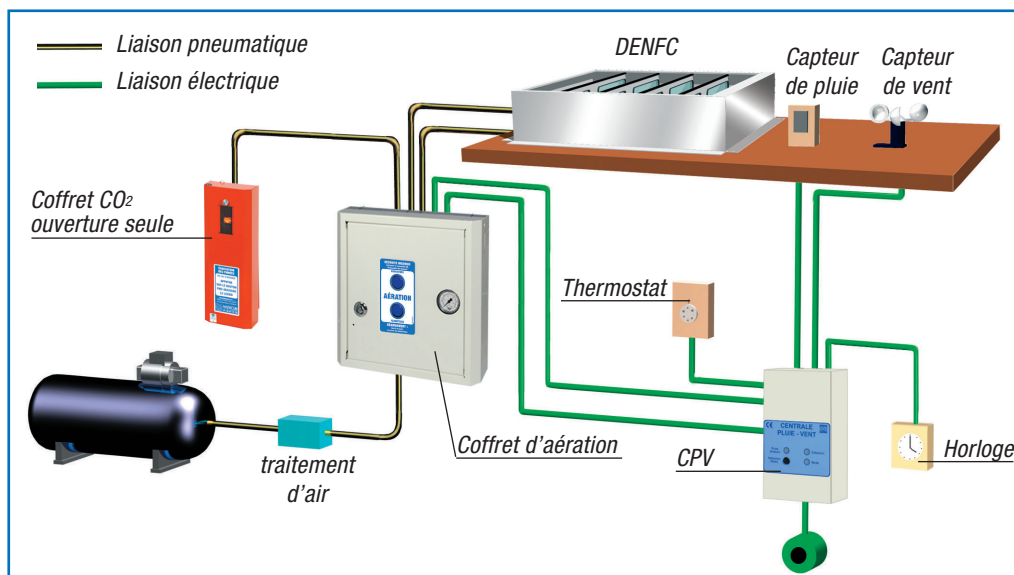 Liaison pneumatique
Liaison électrique
DENFC
Capteur
de pluie
Capteur
de vent
Coffret CO2
ouverture seule
AÉRATION
Thermostat
traitement
d'air
Coffret d'aération
CENTRALE
PLUIE - VENT
CPV
Horloge